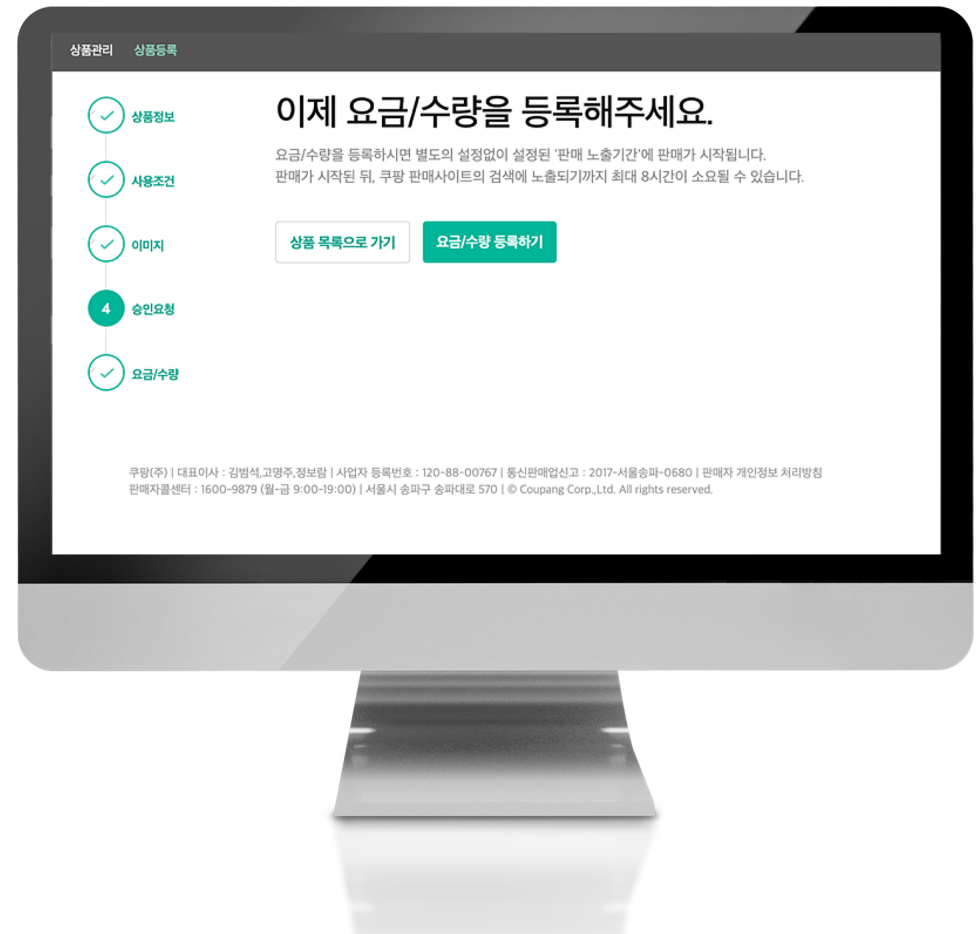 상품관리 상품등록
상품정보
사용조건
이미지
4 승인요청
요금/수량
이제 요금/수량을 등록해주세요.
요금/수량을 등록하시면 별도의 설정없이 설정된 '판매 노출기간'에 판매가 시작됩니다.
판매가 시작된 뒤, 쿠팡 판매사이트의 검색에 노출되기까지 최대 8시간이 소요될 수 있습니다.
상품 목록으로 가기 요금/수량 등록하기
쿠팡(주) | 대표이사 : 김범석,고명주,정보람 | 사업자 등록번호 : 120-88-00767 | 통신판매업신고 : 2017-서울송파-0680 | 판매자 개인정보 처리방침
판매자콜센터 : 1600-9879 (월-금 9:00-19:00) | 서울시 송파구 송파대로 570 | © Coupang Corp.,Ltd. All rights reserved.